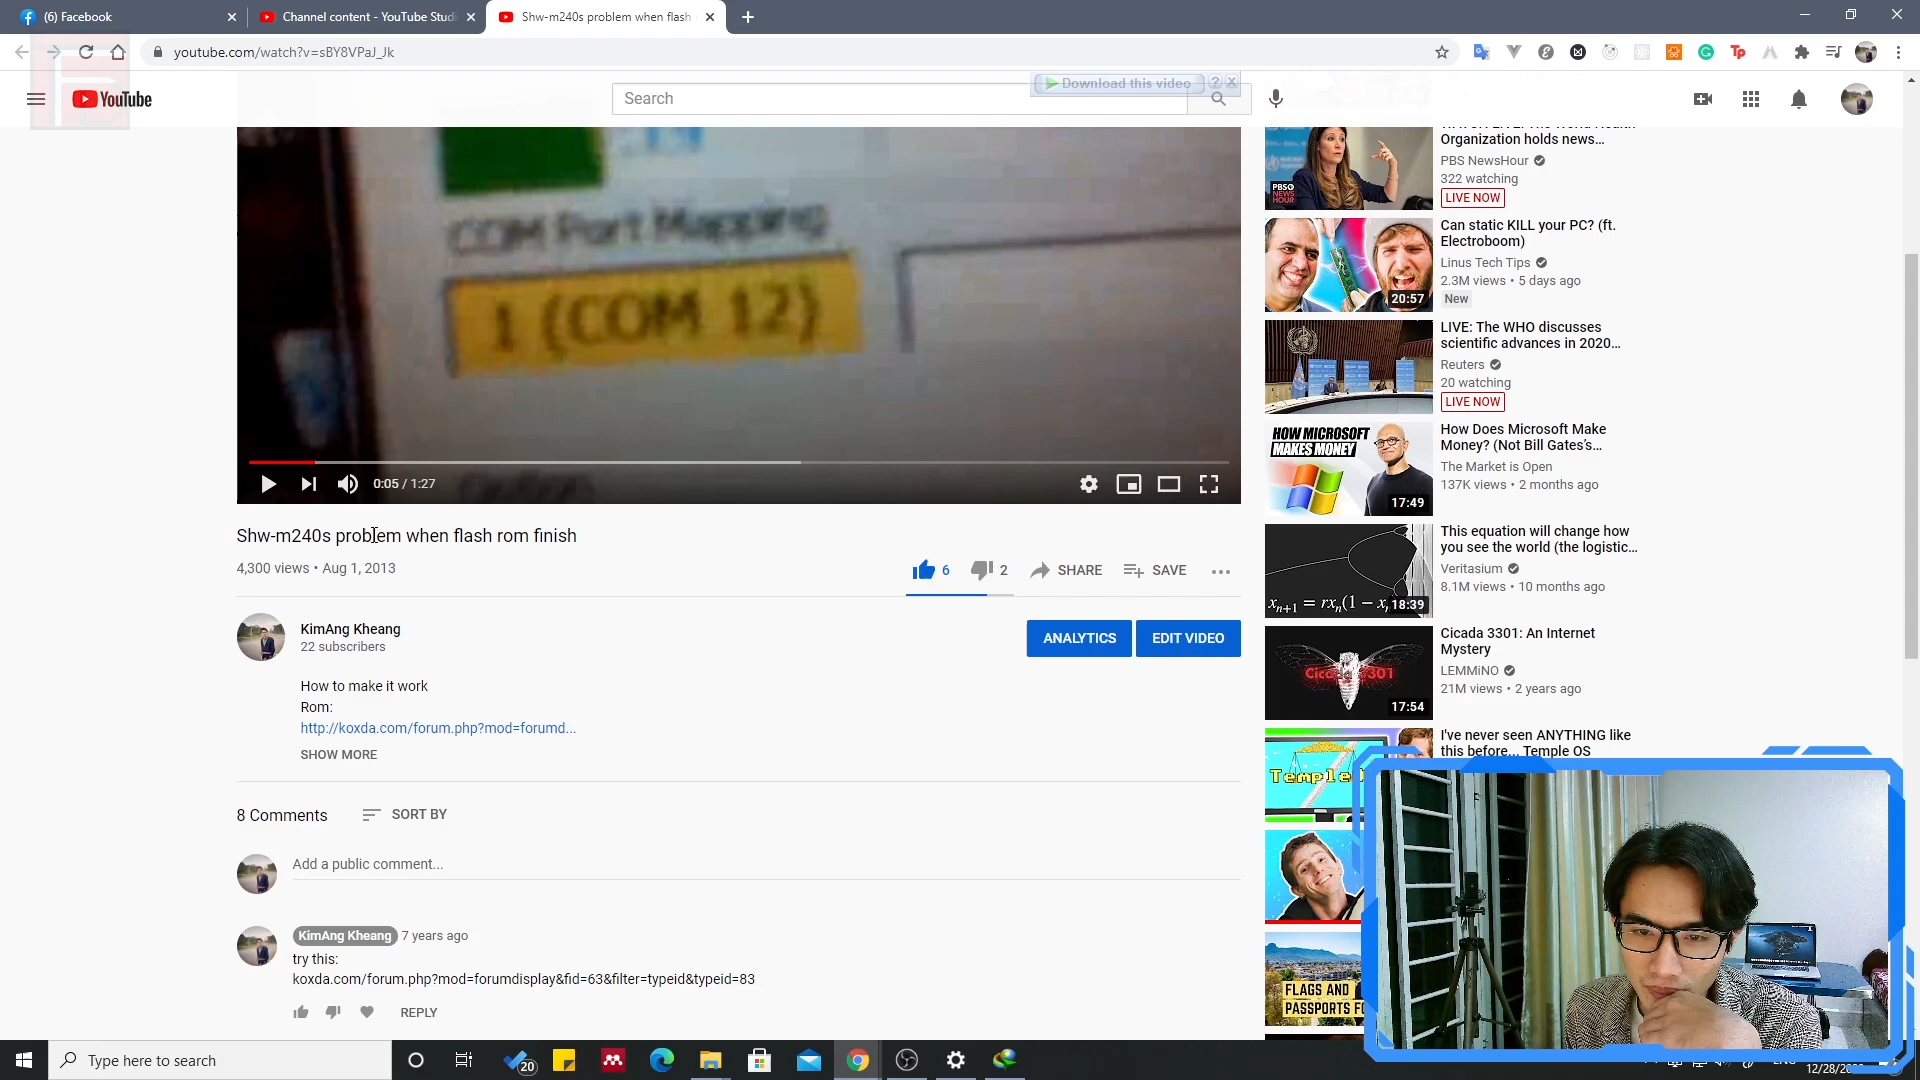 (6) Facebook
Channel content - YouTube Studi
Shw-m240s problem when flash
youtube.com/watch?v=sBY8VPaJ_Jk
YouTube
Search
Download this video
COM Port Mapping
1 (COM 12)
0:05 / 1:27
Shw-m240s problem when flash rom finish
4,300 views • Aug 1, 2013
6
2
SHARE
SAVE
KimAng Kheang
22 subscribers
ANALYTICS
EDIT VIDEO
How to make it work
Rom:
http://koxda.com/forum.php?mod=forumd...
SHOW MORE
8 Comments
SORT BY
Add a public comment...
KimAng Kheang 7 years ago
try this:
koxda.com/forum.php?mod=forumdisplay&fid=63&filter=typeid&typeid=83
REPLY
Organization holds news...
PBS NewsHour
322 watching
LIVE NOW
PBS
NEWS
HOUR
Can static KILL your PC? (ft.
Electroboom)
Linus Tech Tips
2.3M views • 5 days ago
New
20:57
LIVE: The WHO discusses
scientific advances in 2020...
Reuters
20 watching
LIVE NOW
HOW MICROSOFT
MAKES MONEY
17:49
How Does Microsoft Make
Money? (Not Bill Gates's...
The Market is Open
137K views • 2 months ago
This equation will change how
you see the world (the logistic...
Veritasium
8.1M views • 10 months ago
18:39
Cicada 3301: An Internet
Mystery
LEMMiNO
21M views • 2 years ago
17:54
I've never seen ANYTHING like
this before... Temple OS
FLAGS AND
PASSPORTS FO
Type here to search
20